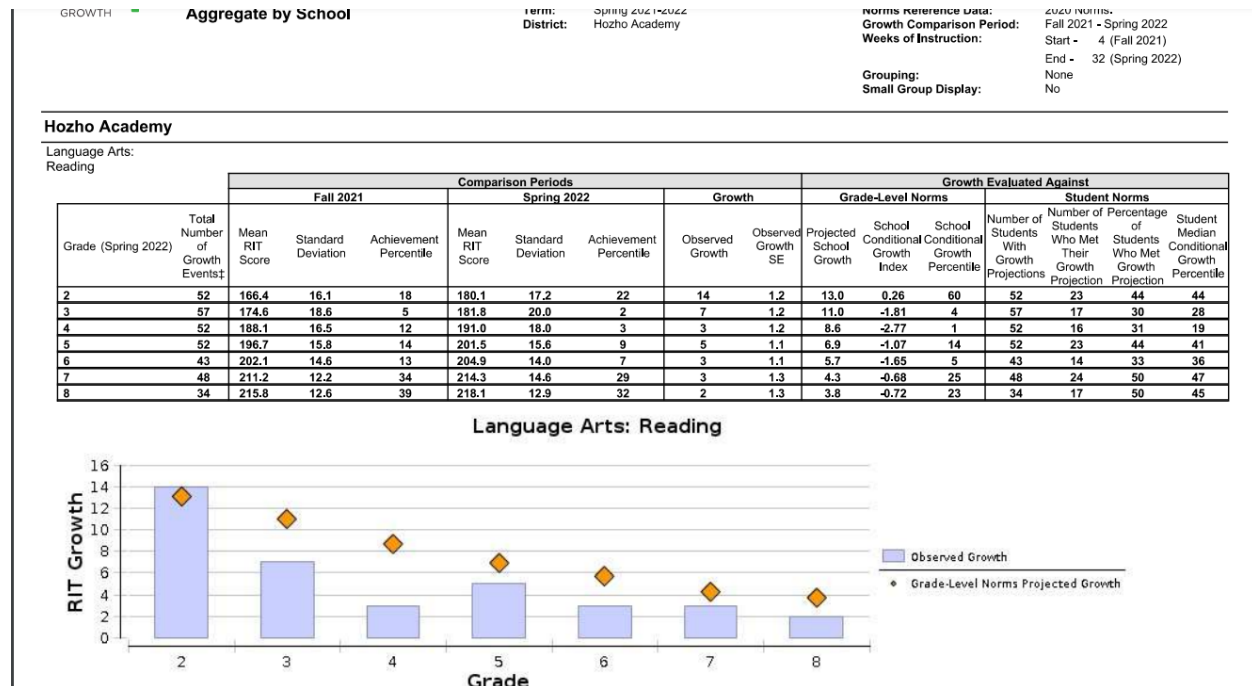 GROWTH Aggregate by School Term: Spring 2021-2022 Norms Reference Data: 2020 Norms.
District: Hozho Academy Growth Comparison Period: Fall 2021 - Spring 2022
Weeks of Instruction: Start - 4 (Fall 2021)
End - 32 (Spring 2022)
Grouping: None
Small Group Display: No
Hozho Academy
Language Arts:
Reading
Comparison Periods Growth Evaluated Against
Fall 2021 Spring 2022 Growth Grade-Level Norms Student Norms
Grade (Spring 2022) Total Number of Growth Events‡ Mean RIT Score Standard Deviation Achievement Percentile Mean RIT Score Standard Deviation Achievement Percentile Observed Growth Observed Growth SE Projected School Growth School Conditional Growth Index School Conditional Growth Percentile Number of Students With Growth Projections Number of Students Who Met Their Growth Projection Percentage of Students Who Met Growth Projection Student Median Conditional Growth Percentile
2 52 166.4 16.1 18 180.1 17.2 22 14 1.2 13.0 0.26 60 52 23 44 44
3 57 174.6 18.6 5 181.8 20.0 2 7 1.2 11.0 -1.81 4 57 17 30 28
4 52 188.1 16.5 12 191.0 18.0 3 3 1.2 8.6 -2.77 1 52 16 31 19
5 52 196.7 15.8 14 201.5 15.6 9 5 1.1 6.9 -1.07 14 52 23 44 41
6 43 202.1 14.6 13 204.9 14.0 7 3 1.1 5.7 -1.65 5 43 14 33 36
7 48 211.2 12.2 34 214.3 14.6 29 3 1.3 4.3 -0.68 25 48 24 50 47
8 34 215.8 12.6 39 218.1 12.9 32 2 1.3 3.8 -0.72 23 34 17 50 45
Language Arts: Reading
RIT Growth
16
14
12
10
8
6
4
2
0
2 3 4 5 6 7 8
Grade
Observed Growth
Grade-Level Norms Projected Growth